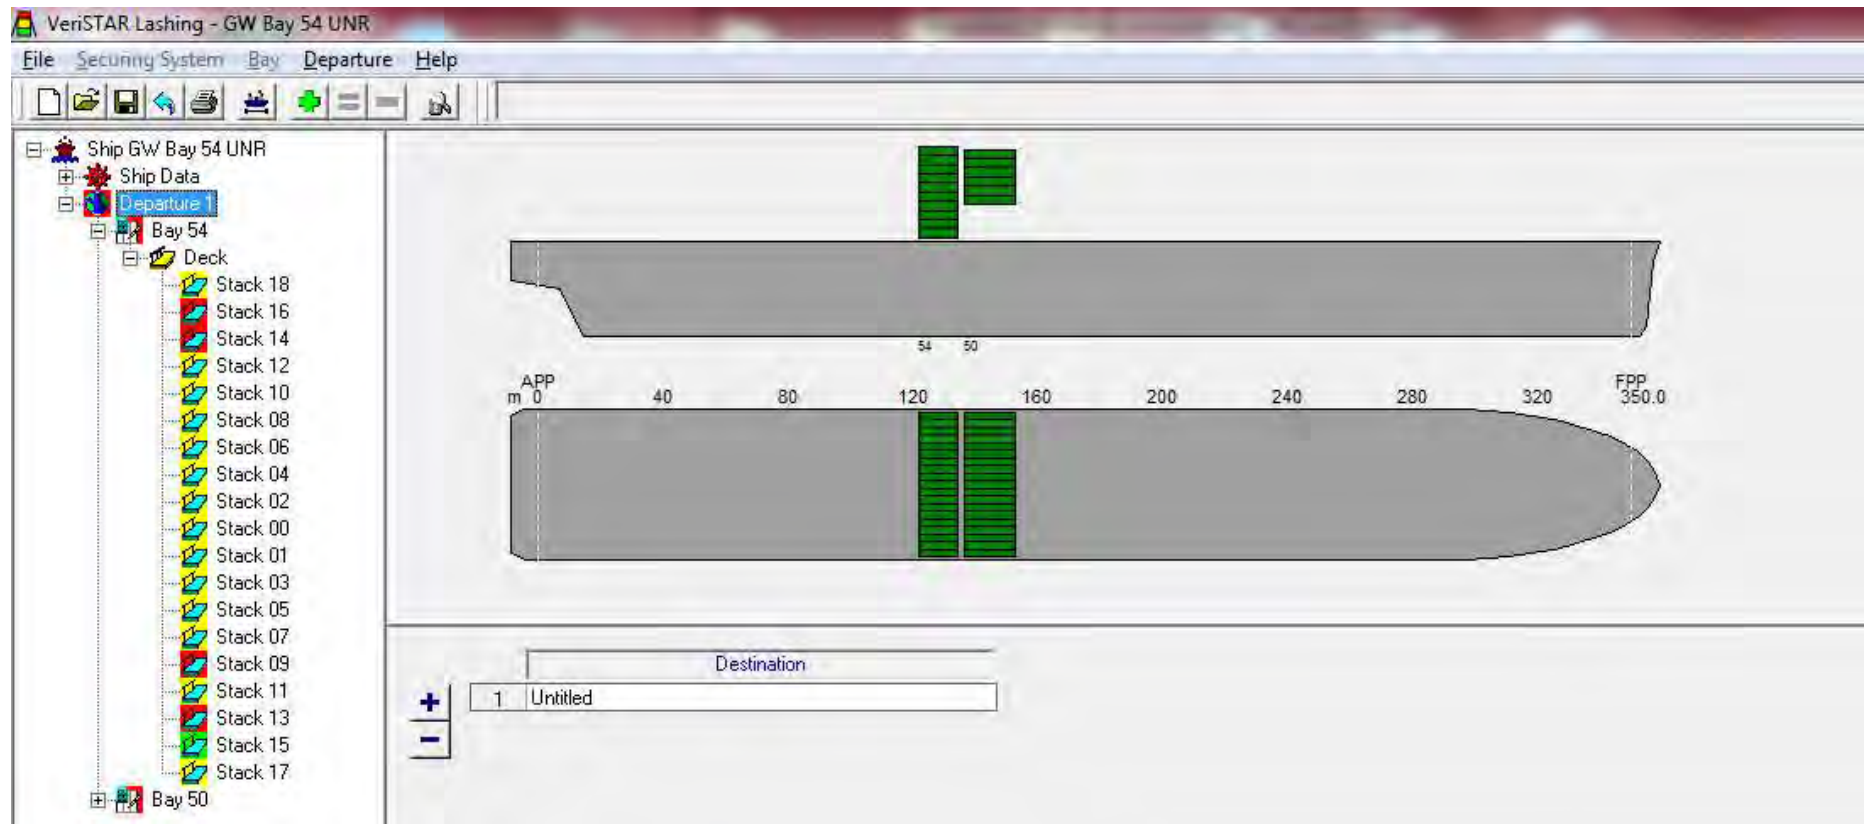 VeriSTAR Lashing - GW Bay 54 UNR
File Securing System Bay Departure Help
Ship GW Bay 54 UNR
Ship Data
Departure 1
Bay 54
Deck
Stack 18
Stack 16
Stack 14
Stack 12
Stack 10
Stack 08
Stack 06
Stack 04
Stack 02
Stack 00
Stack 01
Stack 03
Stack 05
Stack 07
Stack 09
Stack 11
Stack 13
Stack 15
Stack 17
Bay 50
54 50
APP FPP
m 0 40 80 120 160 200 240 280 320 350.0
Destination
1 Untitled